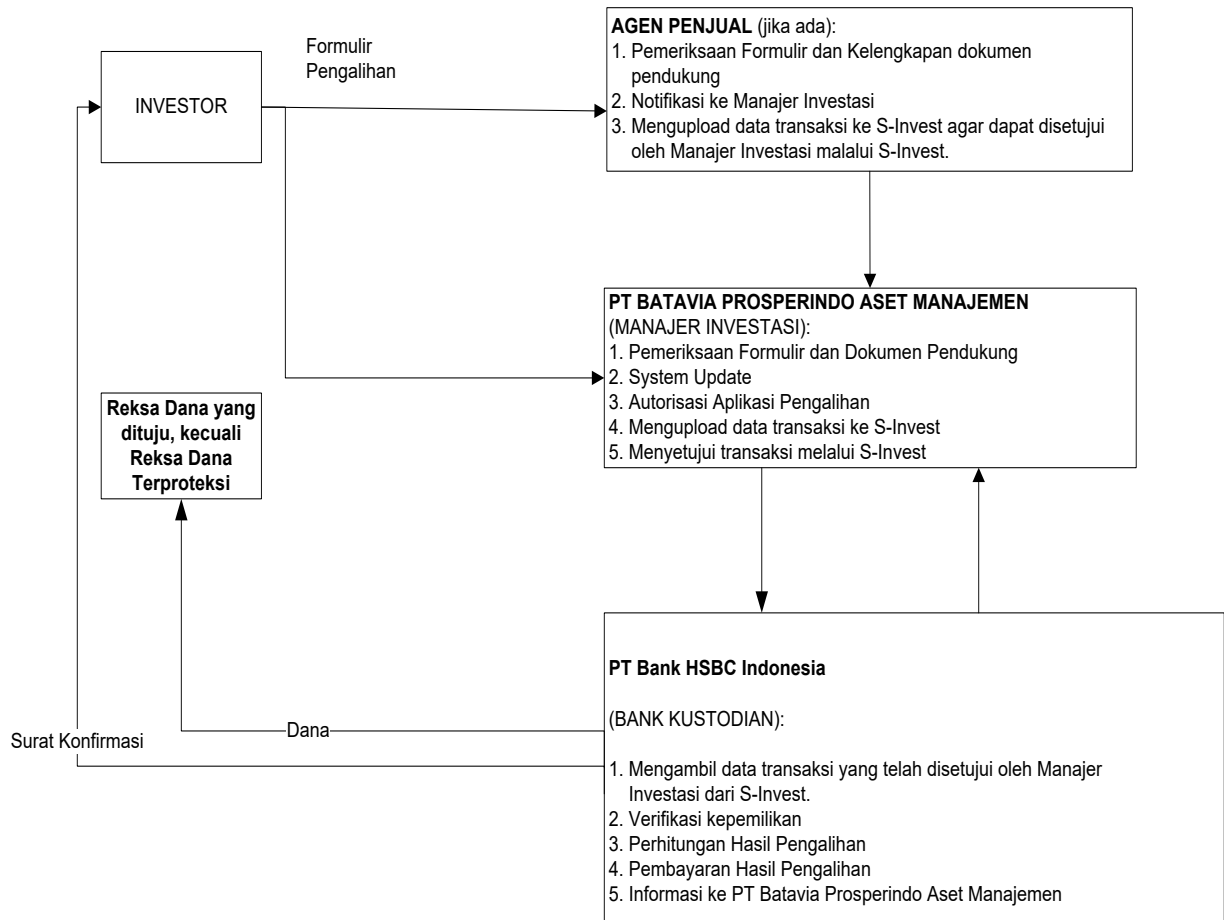 Formulir
Pengalihan
INVESTOR
AGEN PENJUAL (jika ada):
1. Pemeriksaan Formulir dan Kelengkapan dokumen
pendukung
2. Notifikasi ke Manajer Investasi
3. Mengupload data transaksi ke S-Invest agar dapat disetujui
oleh Manajer Investasi malalui S-Invest.
PT BATAVIA PROSPERINDO ASET MANAJEMEN
(MANAJER INVESTASI):
1. Pemeriksaan Formulir dan Dokumen Pendukung
2. System Update
3. Autorisasi Aplikasi Pengalihan
4. Mengupload data transaksi ke S-Invest
5. Menyetujui transaksi melalui S-Invest
Reksa Dana yang
dituju, kecuali
Reksa Dana
Terproteksi
PT Bank HSBC Indonesia
(BANK KUSTODIAN):
1. Mengambil data transaksi yang telah disetujui oleh Manajer
Investasi dari S-Invest.
2. Verifikasi kepemilikan
3. Perhitungan Hasil Pengalihan
4. Pembayaran Hasil Pengalihan
5. Informasi ke PT Batavia Prosperindo Aset Manajemen
Dana
Surat Konfirmasi